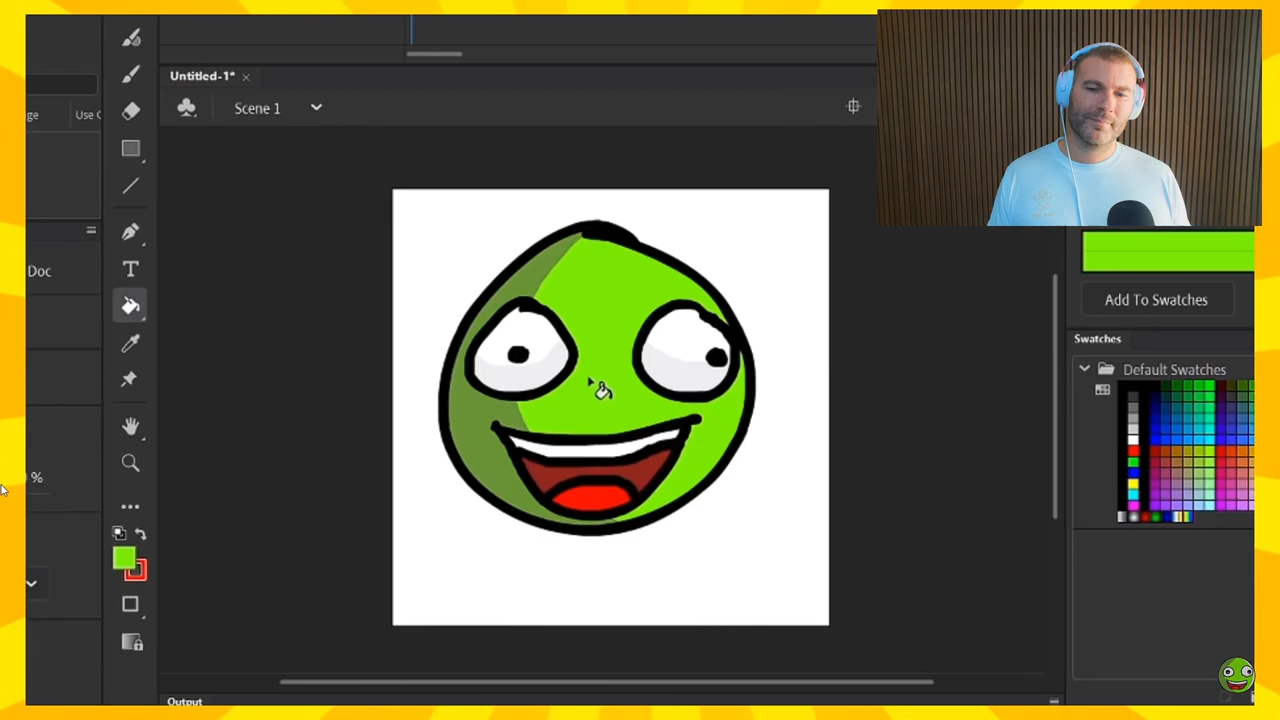 Untitled-1*
Scene 1
ge
Use C
Doc
%
T
Add To Swatches
Swatches
Default Swatches
Output